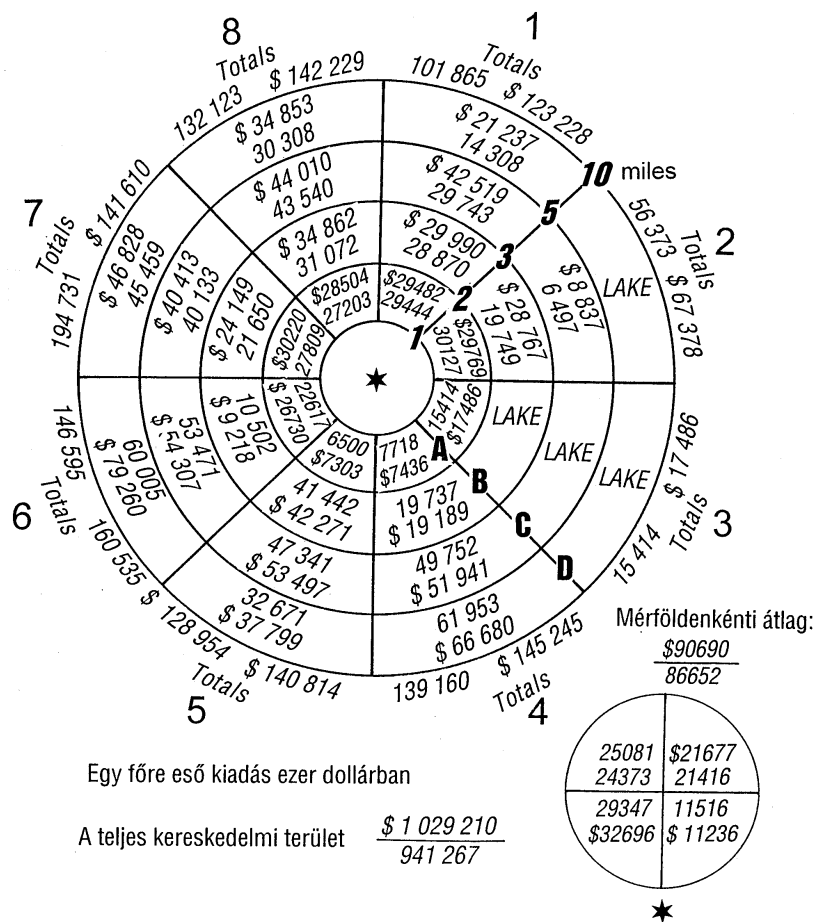 8
Totals
132 123 $ 142 229
$ 34 853
30 308
$ 44 010
43 540
$ 34 862
31 072
$28504
27203
1
Totals
101 865 $ 123 228
$ 21 237
14 308
$ 42 519
29 743
$ 29 990
28 870
$29482
29444
10 miles
5
3
2
1
7
Totals
194 731 $ 141 610
$ 46 828
45 459
$ 40 413
40 133
$ 24 149
21 650
$30220
27809
2
Totals
56 373 $ 67 378
LAKE
$ 8 837
6 497
$ 28 767
19 749
$29769
30127
6
Totals
146 595 160 535
60 005
$ 79 260
53 471
$ 54 307
10 502
$ 9 218
22617
$ 26730
3
Totals
15 414 $ 17 486
LAKE
LAKE
LAKE
15414
$17486
A
B
C
D
5
Totals
$ 128 954 $ 140 814
6500
$7303
41 442
$ 42 271
47 341
$ 53 497
32 671
$ 37 799
4
Totals
139 160 $ 145 245
7718
$7436
19 737
$ 19 189
49 752
$ 51 941
61 953
$ 66 680
Mérföldenkénti átlag:
$90690
86652
25081 $21677
24373 21416
29347 11516
$32696 $ 11236
Egy főre eső kiadás ezer dollárban
A teljes kereskedelmi terület $ 1 029 210
941 267